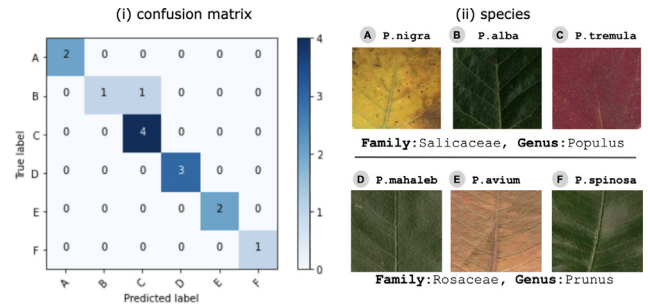 (i) confusion matrix
(ii) species
A 2 0 0 0 0 0
B 0 1 1 0 0 0
C 0 0 4 0 0 0
D 0 0 0 3 0 0
E 0 0 0 0 2 0
F 0 0 0 0 0 1
A B C D E F
True label
Predicted label
4
3
2
1
0
A P.nigra B P.alba C P.tremula
Family:Salicaceae, Genus:Populus
D P.mahaleb E P.avium F P.spinosa
Family:Rosaceae, Genus:Prunus